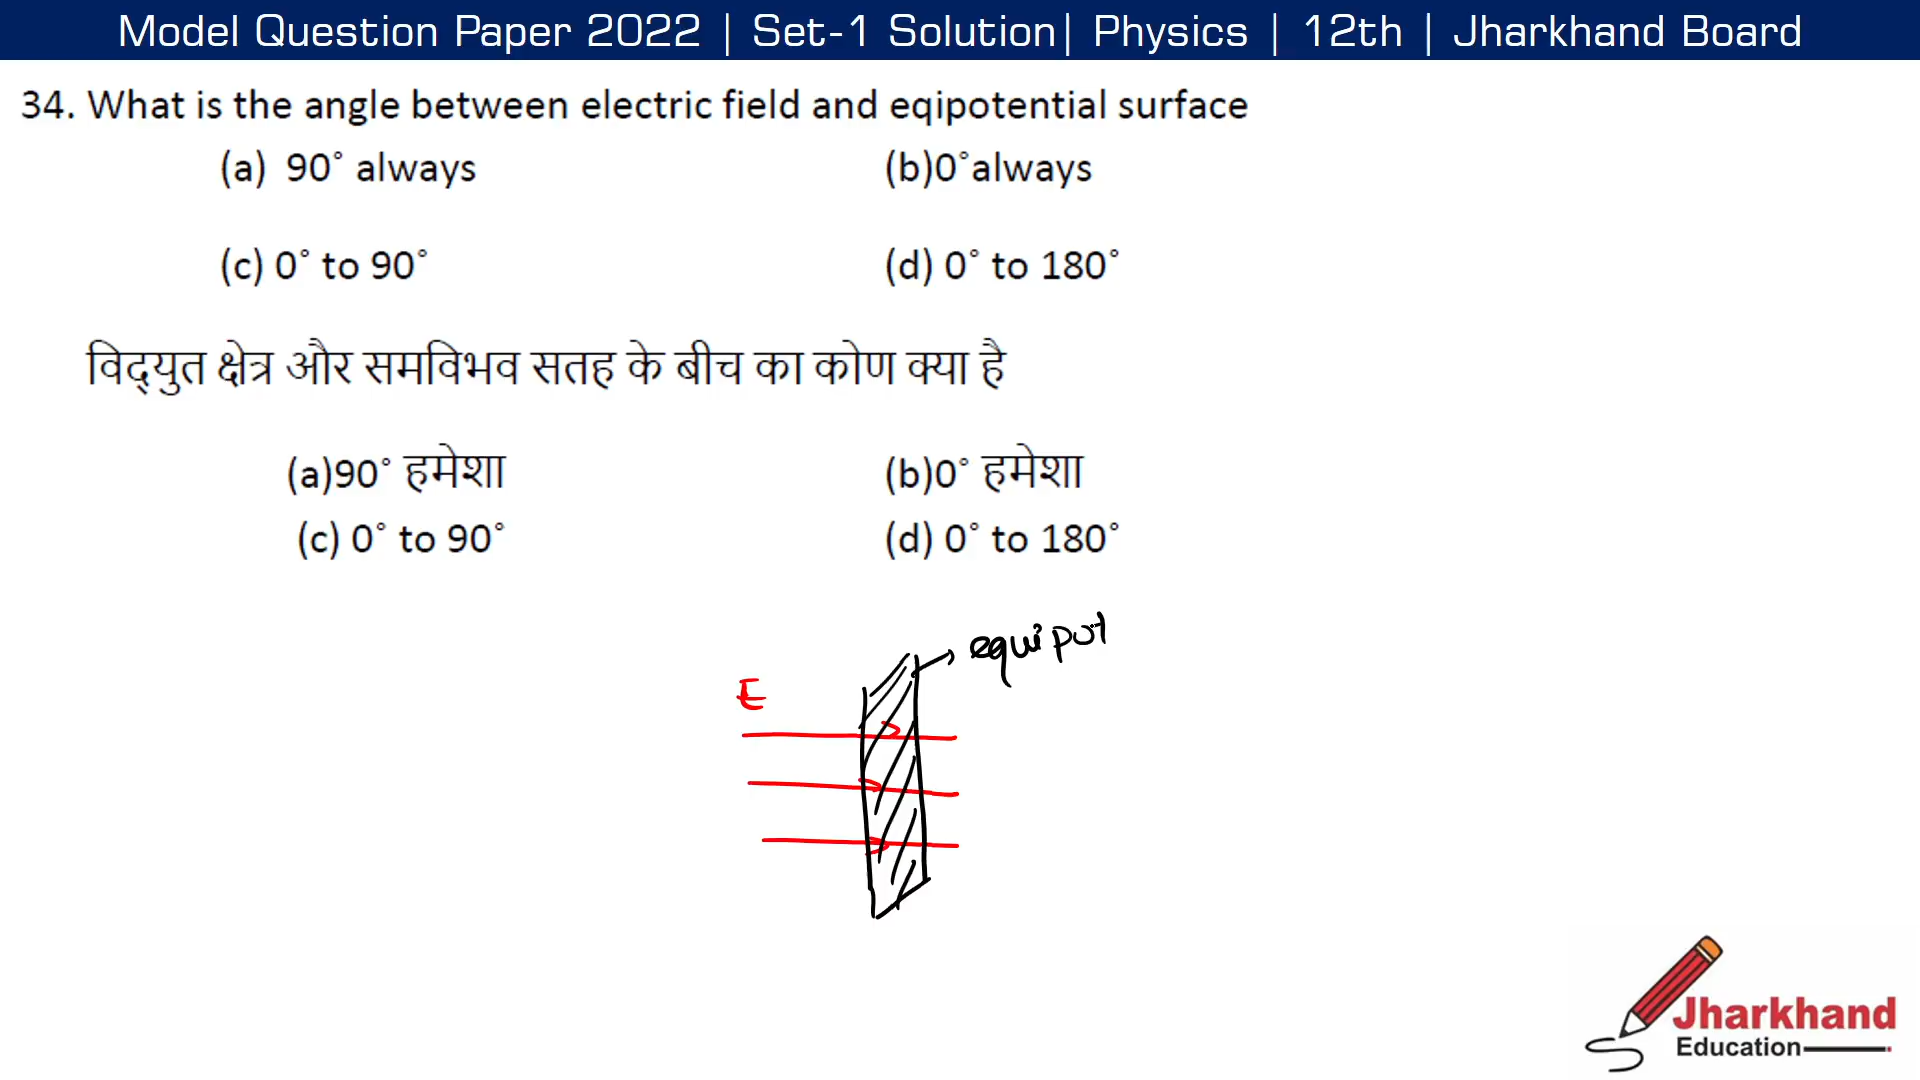 Model Question Paper 2022 | Set-1 Solution| Physics | 12th | Jharkhand Board
34. What is the angle between electric field and eqipotential surface
(a) 90˚ always (b)0˚always
(c) 0˚ to 90˚ (d) 0˚ to 180˚
विद्युत क्षेत्र और समविभव सतह के बीच का कोण क्या है
(a)90˚ हमेशा (b)0˚ हमेशा
(c) 0˚ to 90˚ (d) 0˚ to 180˚
equipot
E
Jharkhand
Education